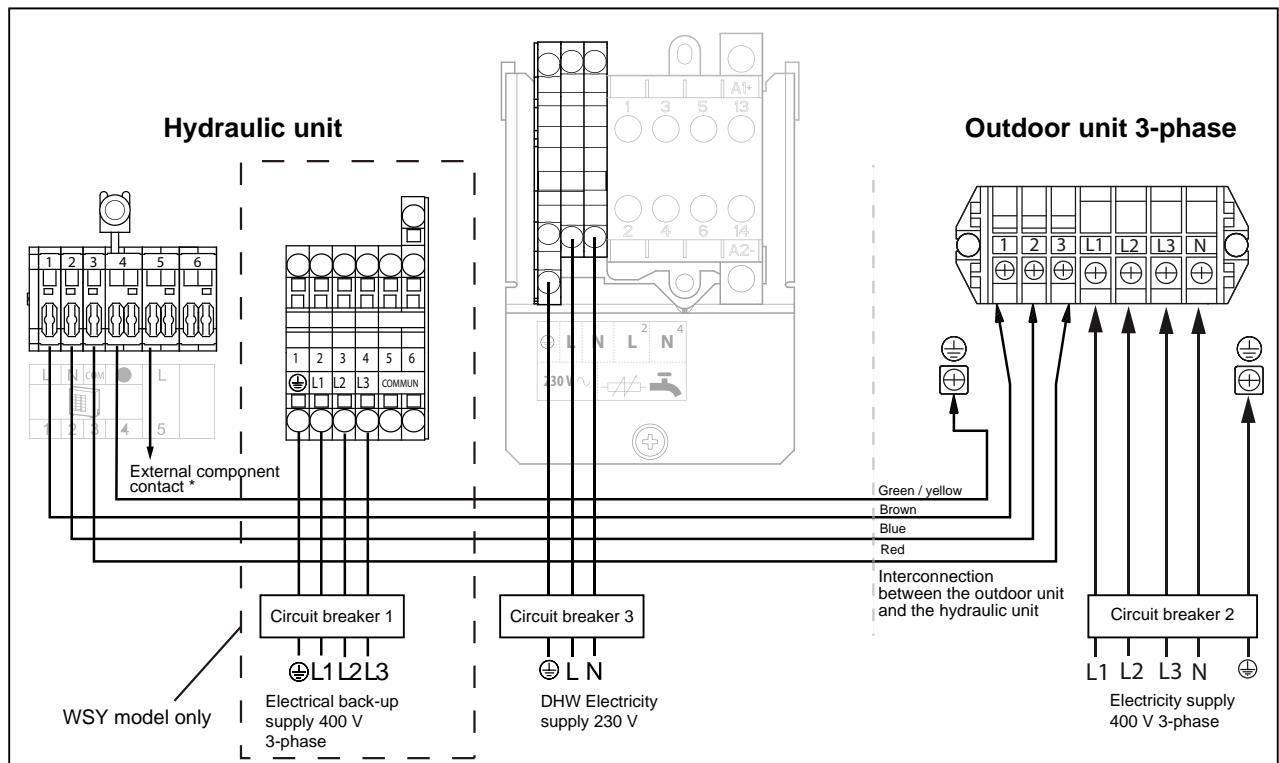 Hydraulic unit
Outdoor unit 3-phase
A1+
1 3 5 13
2 4 6 14
A2-
1 2 3 4 5 6
L N COM L
1 2 3 4 5
External component
contact *
1 2 3 4 5 6
L1 L2 L3 COMMUN
L N L 2 N 4
230 V ~
1 2 3 L1 L2 L3 N
Green / yellow
Brown
Blue
Red
Interconnection
between the outdoor unit
and the hydraulic unit
Circuit breaker 1
Circuit breaker 3
Circuit breaker 2
L1 L2 L3
L N
L1 L2 L3 N
WSY model only
Electrical back-up
supply 400 V
3-phase
DHW Electricity
supply 230 V
Electricity supply
400 V 3-phase